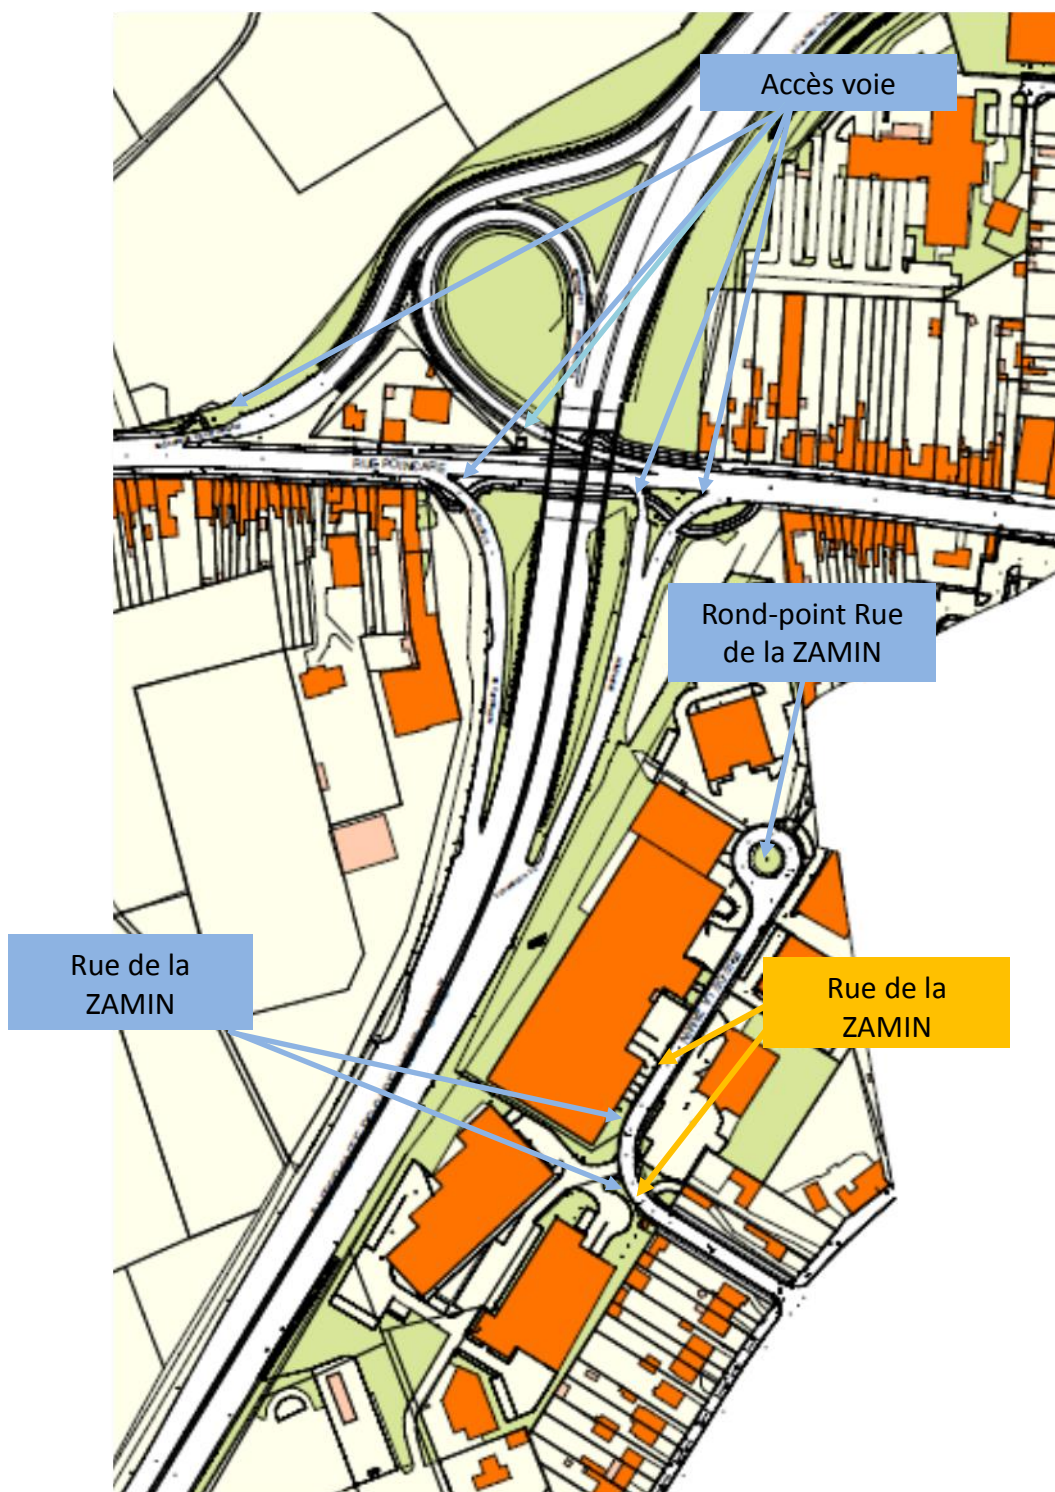 Accès voie
RUE POINCARE
Rond-point Rue
de la ZAMIN
Rue de la
ZAMIN
Rue de la
ZAMIN